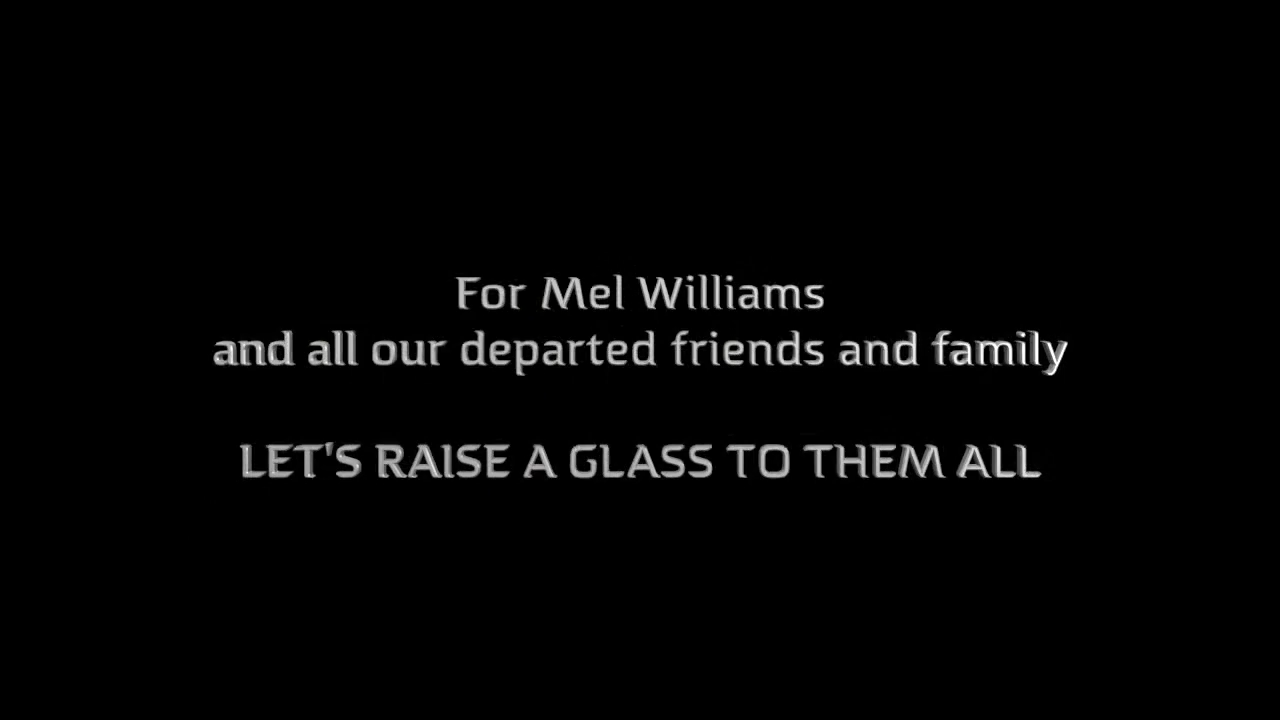 For Mel Williams
and all our departed friends and family
LET'S RAISE A GLASS TO THEM ALL